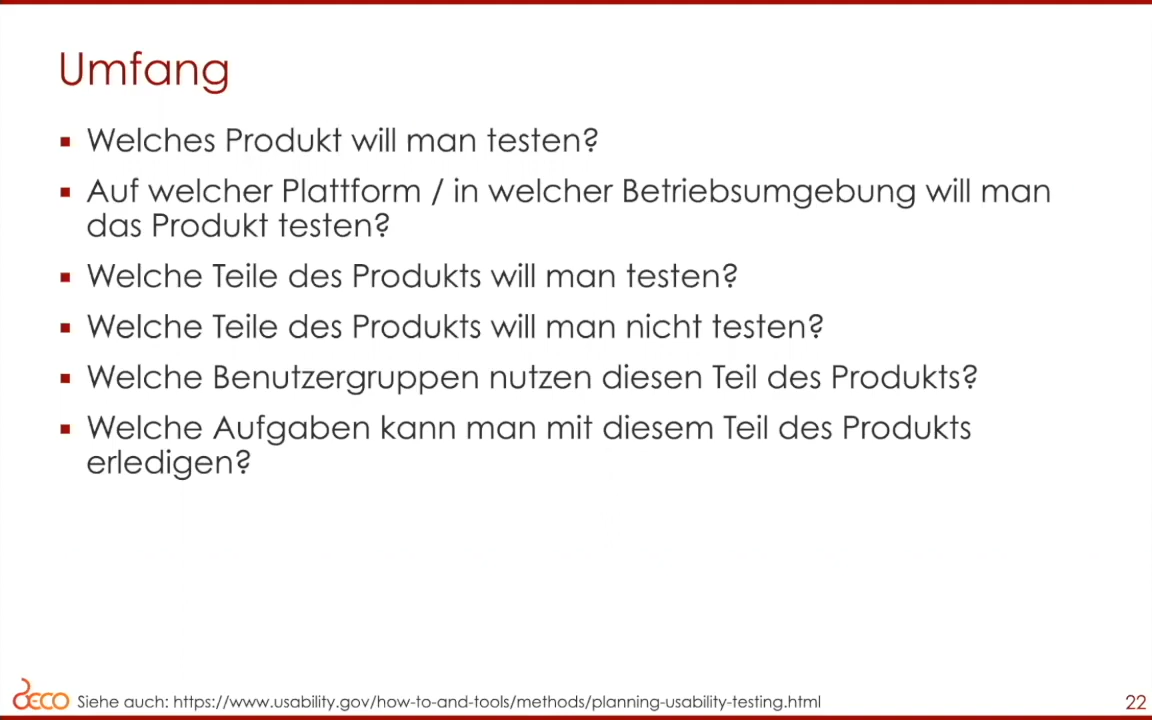 Umfang
Welches Produkt will man testen?
Auf welcher Plattform / in welcher Betriebsumgebung will man
das Produkt testen?
Welche Teile des Produkts will man testen?
Welche Teile des Produkts will man nicht testen?
Welche Benutzergruppen nutzen diesen Teil des Produkts?
Welche Aufgaben kann man mit diesem Teil des Produkts
erledigen?
DECO Siehe auch: https://www.usability.gov/how-to-and-tools/methods/planning-usability-testing.html
22